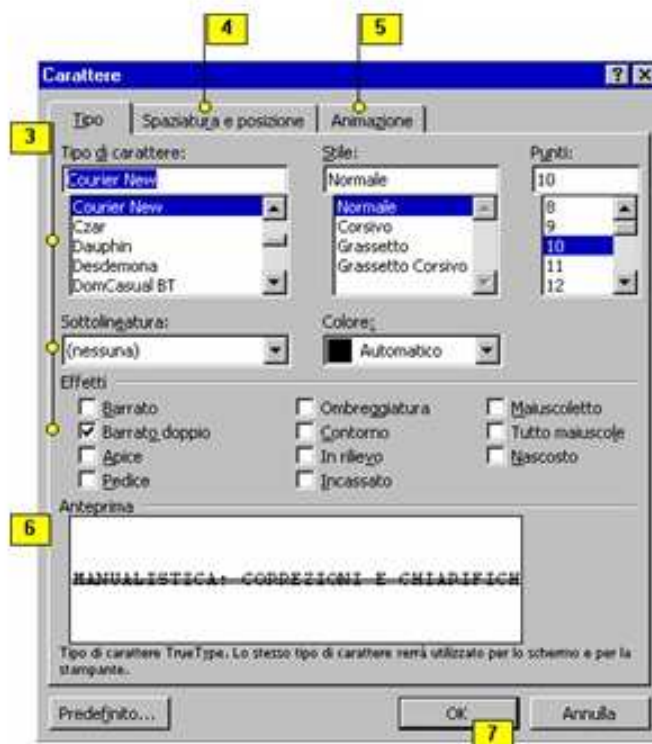 4 5
Carattere
Tipo Spaziatura e posizione Animazione
3
Tipo di carattere: Stile: Punti:
Courier New Normale 10
Courier New Normale 8
Czar Corsivo 9
Dauphin Grassetto 10
Desdemona Grassetto Corsivo 11
DomCasual BT 12
Sottolineatura: Colore:
(nessuna) Automatico
Effetti
Barrato Ombreggiatura Maiuscoletto
Barrato doppio Contorno Tutto maiuscole
Apice In rilievo Nascosto
Pedice Incassato
Anteprima
6
MANUALISTICA: CORREZIONI E CHIARIFICH
Tipo di carattere TrueType. Lo stesso tipo di carattere verrà utilizzato per lo schermo e per la
stampante.
Predefinito... OK Annulla
7